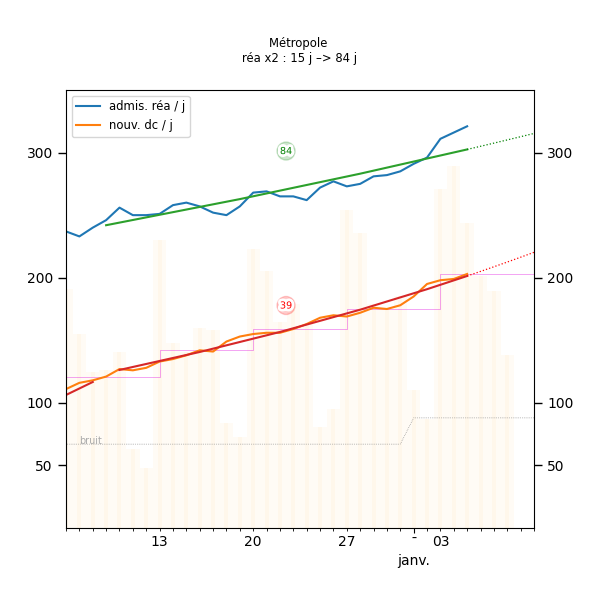 Métropole
réa x2 : 15 j –> 84 j
admis. réa / j
nouv. dc / j
300
200
100
50
300
200
100
50
84
39
bruit
13
20
27
-
03
janv.